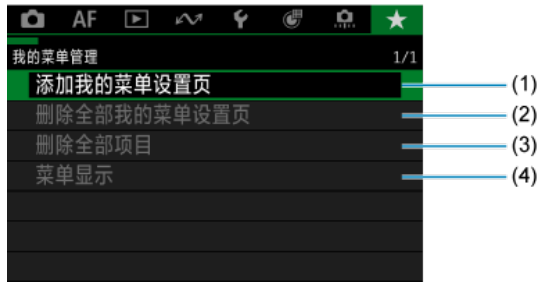 AF
我的菜单管理 1/1
添加我的菜单设置页 (1)
删除全部我的菜单设置页 (2)
删除全部项目 (3)
菜单显示 (4)